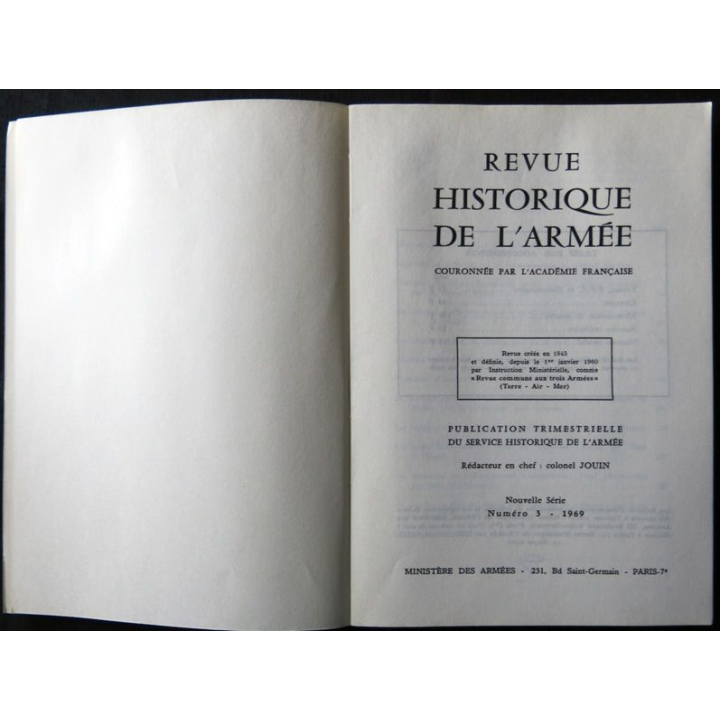 REVUE
HISTORIQUE
DE L'ARMÉE
COURONNÉE PAR L'ACADÉMIE FRANÇAISE
Revue créée en 1945
et définie, depuis le 1er janvier 1960
par Instruction Ministérielle, comme
«Revue commune aux trois Armées»
(Terre - Air - Mer)
PUBLICATION TRIMESTRIELLE
DU SERVICE HISTORIQUE DE L'ARMÉE
Rédacteur en chef : colonel JOUIN
Nouvelle Série
Numéro 3 - 1969
MINISTÈRE DES ARMÉES - 231, Bd Saint-Germain - PARIS-7e